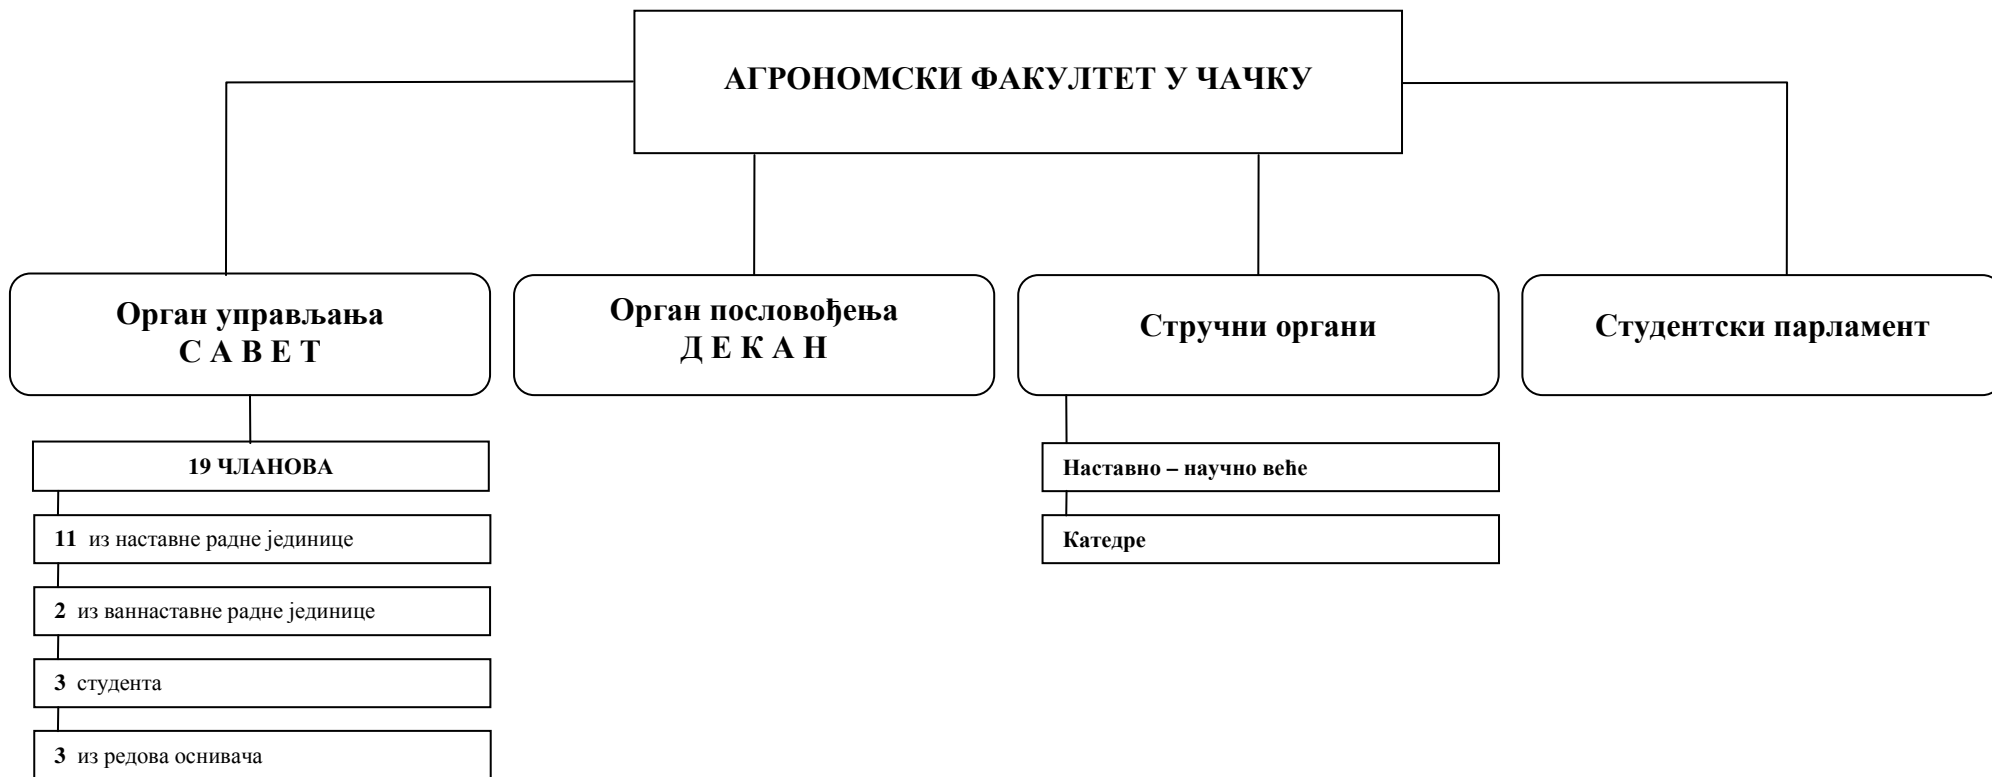 АГРОНОМСКИ ФАКУЛТЕТ У ЧАЧКУ
Орган управљања
С А В Е Т
Орган пословођења
Д Е К А Н
Стручни органи
Студентски парламент
19 ЧЛАНОВА
11 из наставне радне јединице
2 из ваннаставне радне јединице
3 студента
3 из редова оснивача
Наставно – научно веће
Катедре